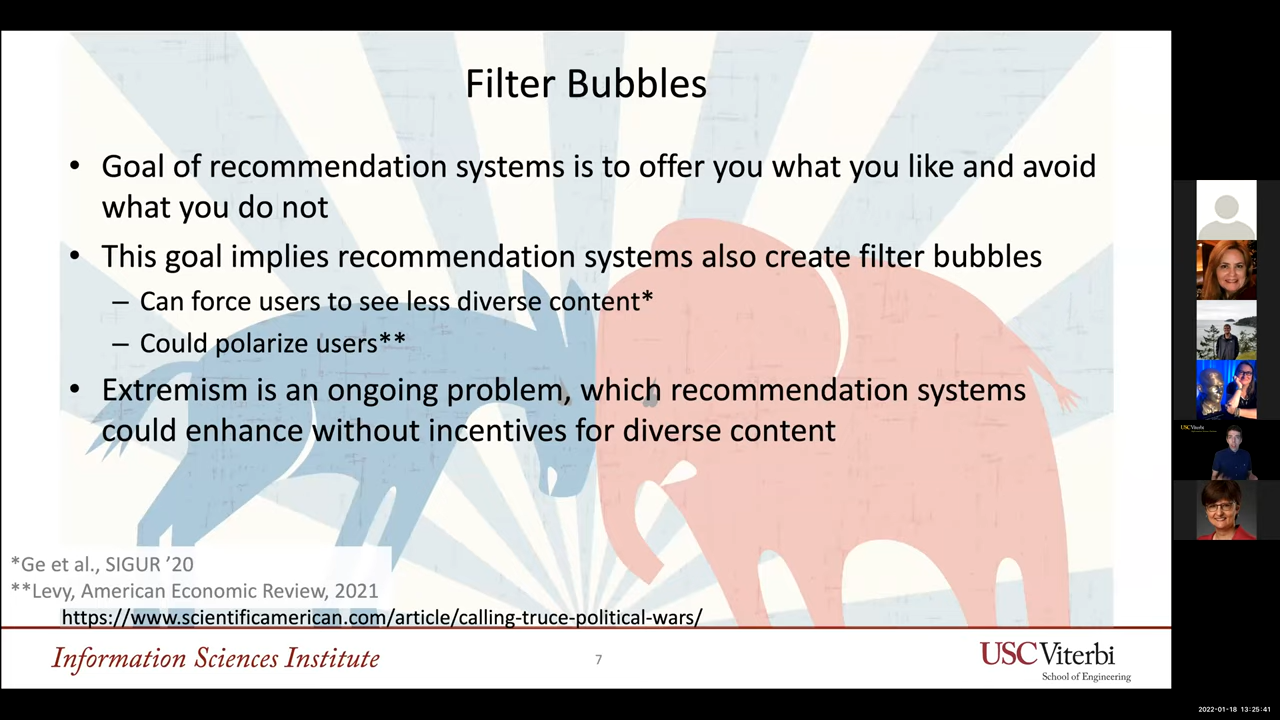 Filter Bubbles
• Goal of recommendation systems is to offer you what you like and avoid
what you do not
• This goal implies recommendation systems also create filter bubbles
– Can force users to see less diverse content*
– Could polarize users**
• Extremism is an ongoing problem, which recommendation systems
could enhance without incentives for diverse content
*Ge et al., SIGUR ’20
**Levy, American Economic Review, 2021
https://www.scientificamerican.com/article/calling-truce-political-wars/
Information Sciences Institute
7
USC Viterbi
School of Engineering
USC Viterbi
2022-01-18 13:25:41